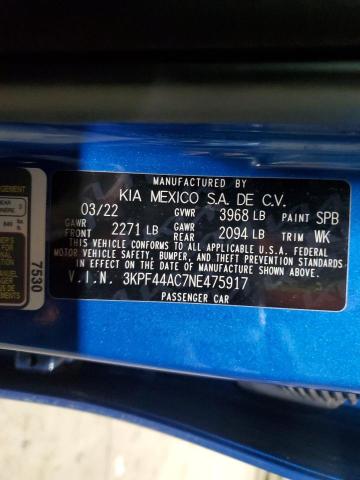 MANUFACTURED BY
KIA MEXICO S.A. DE C.V.
03/22 GVWR 3968 LB PAINT SPB
GAWR FRONT 2271 LB GAWR REAR 2094 LB TRIM WK
THIS VEHICLE CONFORMS TO ALL APPLICABLE U.S.A. FEDERAL
MOTOR VEHICLE SAFETY, BUMPER, AND THEFT PREVENTION STANDARDS
IN EFFECT ON THE DATE OF MANUFACTURE SHOWN ABOVE.
V.I.N. 3KPF44AC7NE475917
PASSENGER CAR
7530